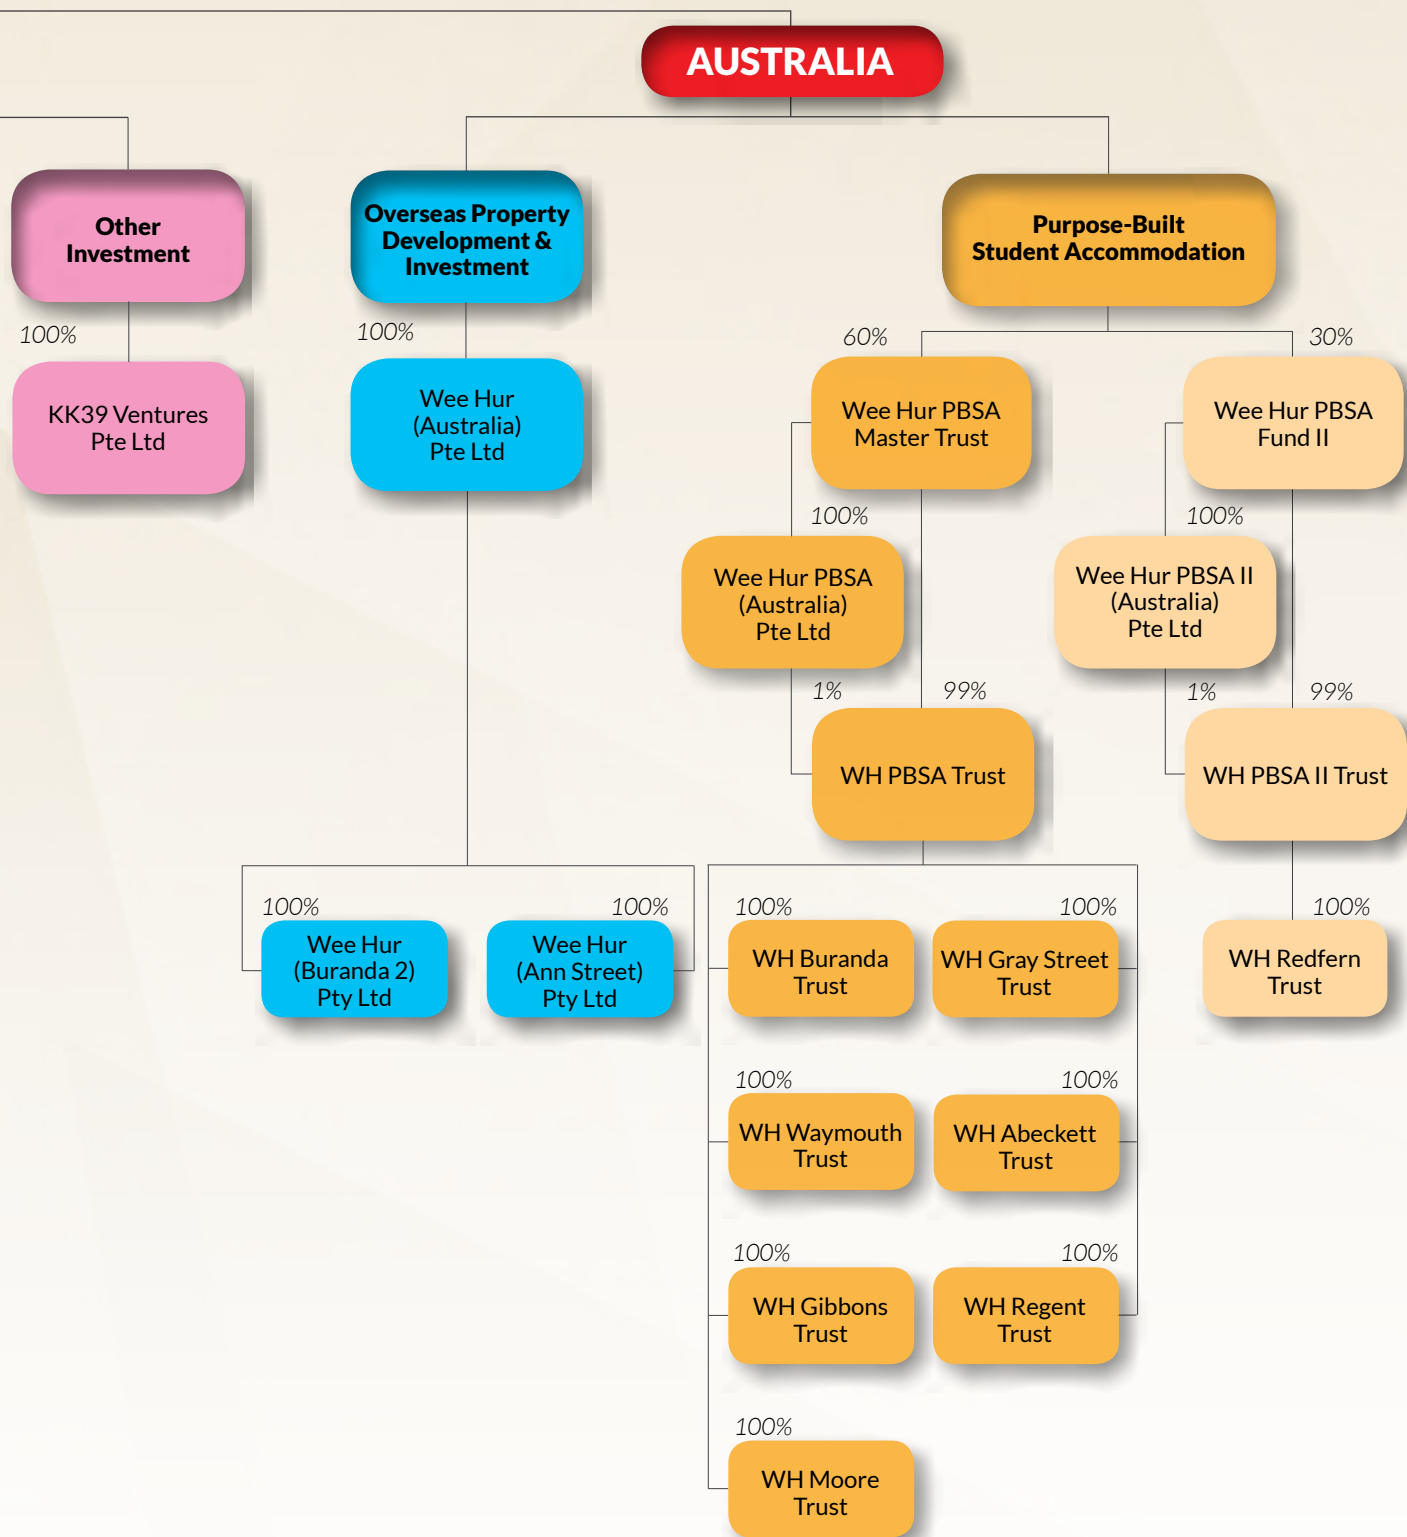 AUSTRALIA
Other
Investment
Overseas Property
Development &
Investment
Purpose-Built
Student Accommodation
100%
100%
60%
30%
KK39 Ventures
Pte Ltd
Wee Hur
(Australia)
Pte Ltd
Wee Hur PBSA
Master Trust
Wee Hur PBSA
Fund II
100%
100%
Wee Hur PBSA
(Australia)
Pte Ltd
Wee Hur PBSA II
(Australia)
Pte Ltd
1%
99%
1%
99%
WH PBSA Trust
WH PBSA II Trust
100%
100%
100%
100%
100%
Wee Hur
(Buranda 2)
Pty Ltd
Wee Hur
(Ann Street)
Pty Ltd
WH Buranda
Trust
WH Gray Street
Trust
WH Redfern
Trust
100%
100%
WH Waymouth
Trust
WH Abeckett
Trust
100%
100%
WH Gibbons
Trust
WH Regent
Trust
100%
WH Moore
Trust